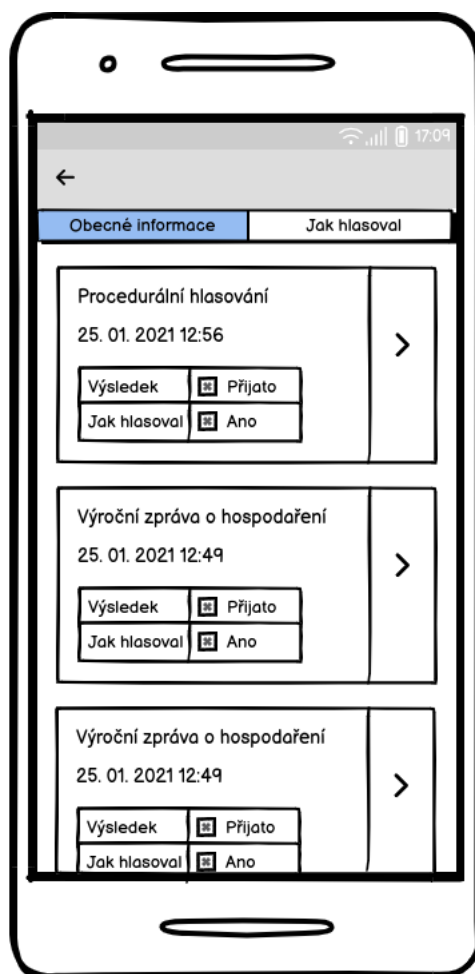 17:09
Obecné informace
Jak hlasoval
Procedurální hlasování
25. 01. 2021 12:56
Výsledek Přijato
Jak hlasoval Ano
Výroční zpráva o hospodaření
25. 01. 2021 12:49
Výsledek Přijato
Jak hlasoval Ano
Výroční zpráva o hospodaření
25. 01. 2021 12:49
Výsledek Přijato
Jak hlasoval Ano